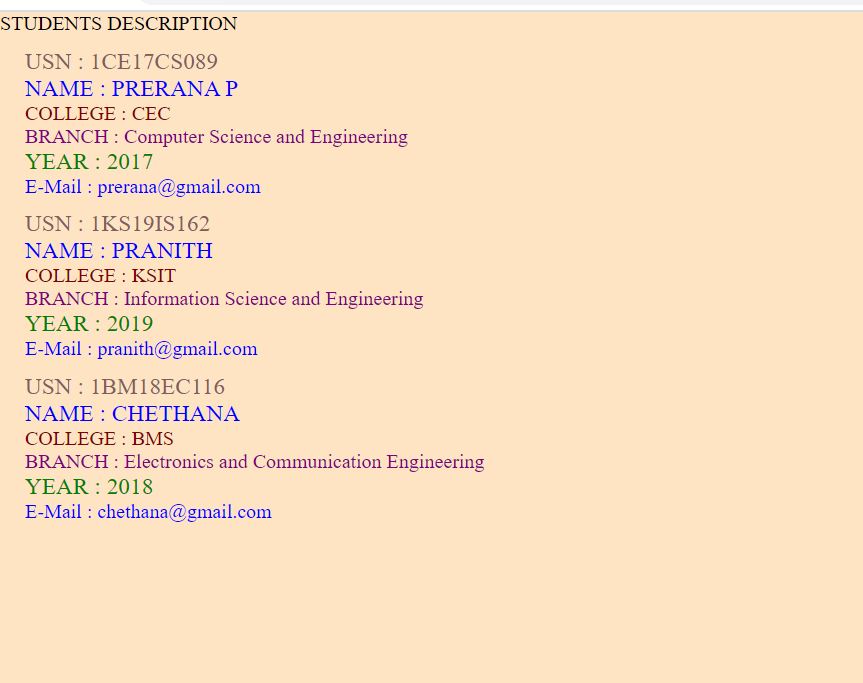 STUDENTS DESCRIPTION
USN : 1CE17CS089
NAME : PRERANA P
COLLEGE : CEC
BRANCH : Computer Science and Engineering
YEAR : 2017
E-Mail : prerana@gmail.com
USN : 1KS19IS162
NAME : PRANITH
COLLEGE : KSIT
BRANCH : Information Science and Engineering
YEAR : 2019
E-Mail : pranith@gmail.com
USN : 1BM18EC116
NAME : CHETHANA
COLLEGE : BMS
BRANCH : Electronics and Communication Engineering
YEAR : 2018
E-Mail : chethana@gmail.com